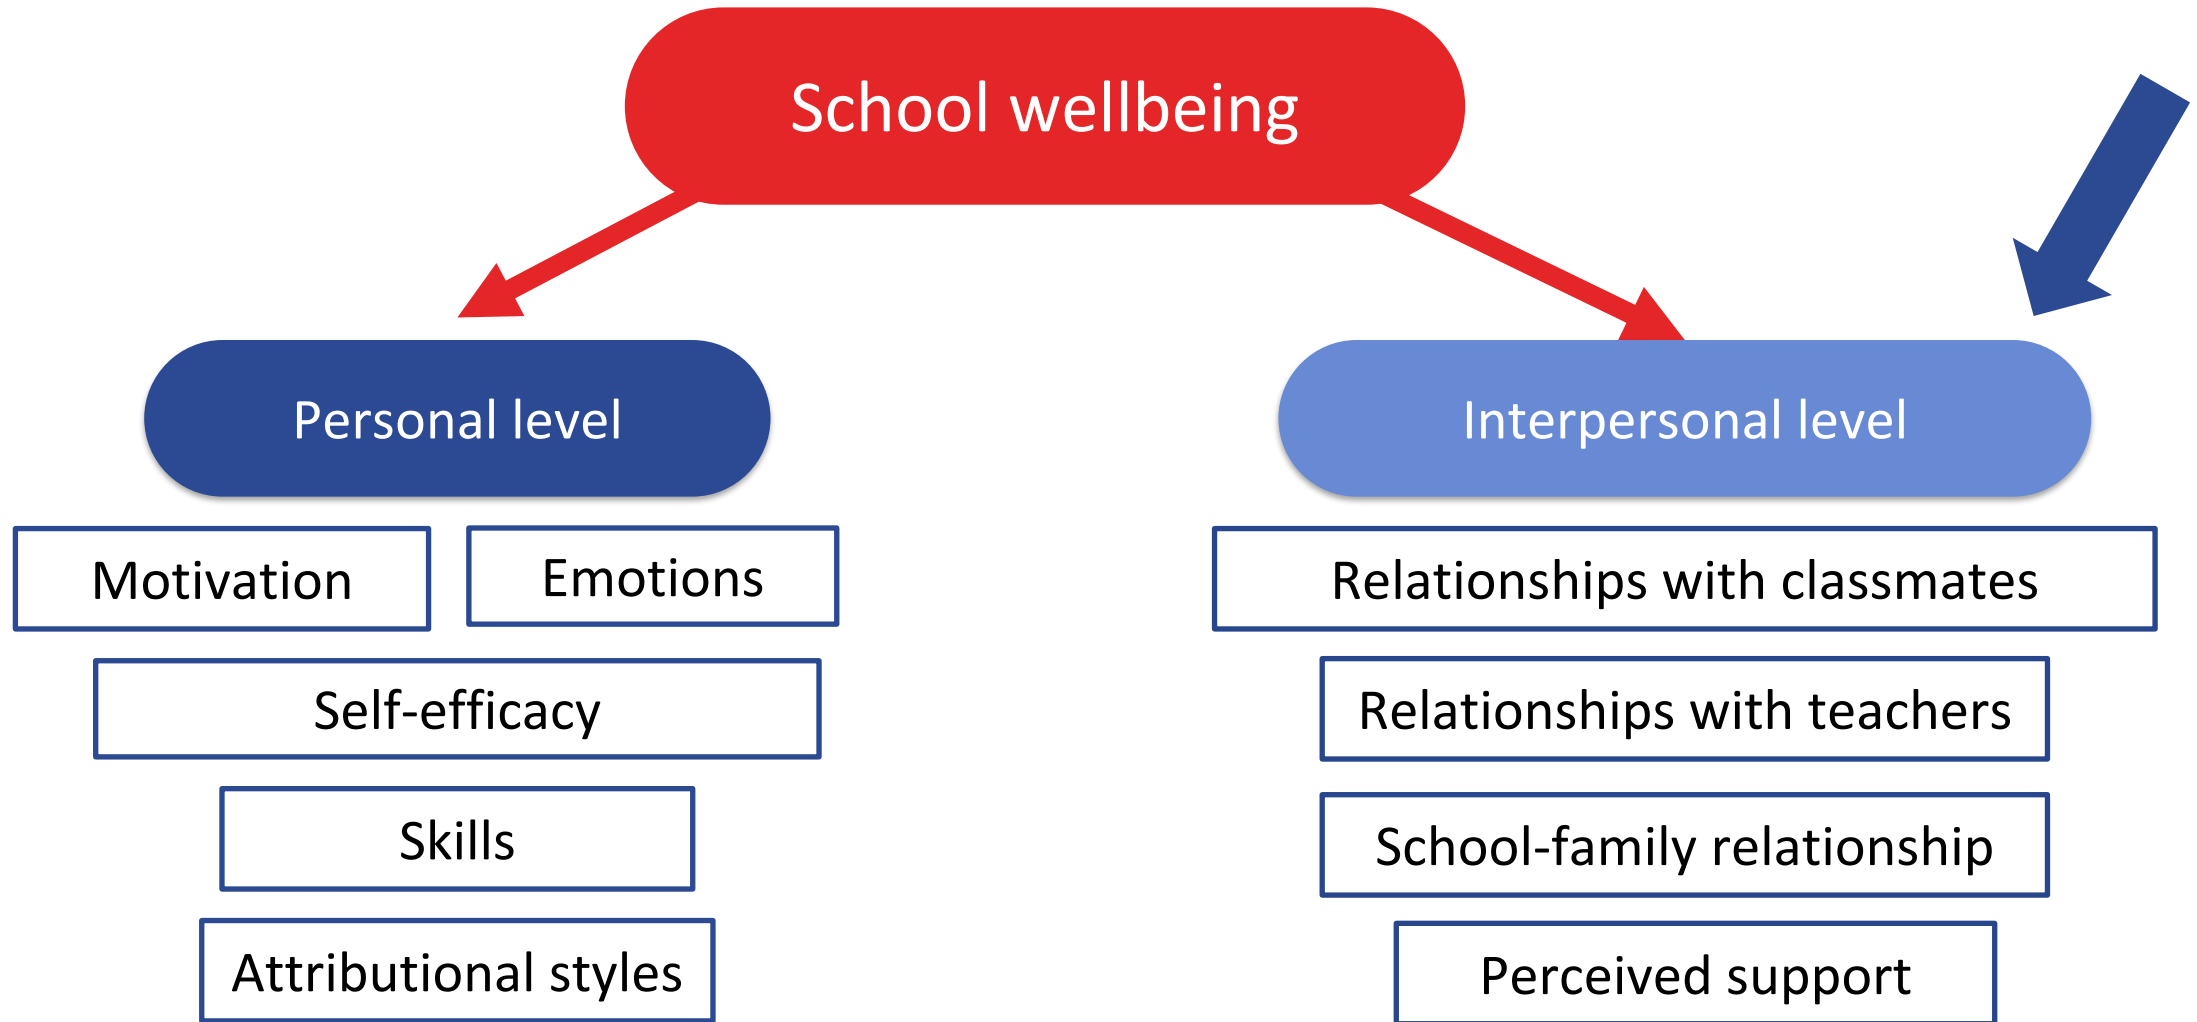 School wellbeing
Personal level
Motivation
Emotions
Self-efficacy
Skills
Attributional styles
Interpersonal level
Relationships with classmates
Relationships with teachers
School-family relationship
Perceived support